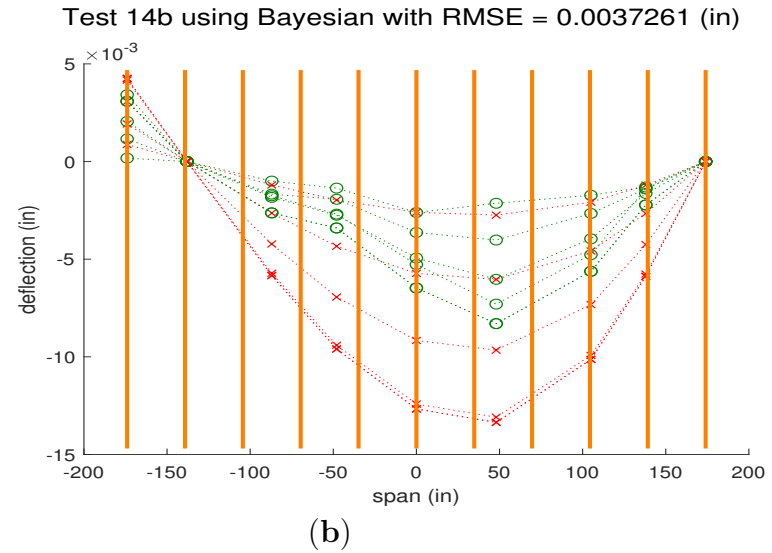 Test 14b using Bayesian with RMSE = 0.0037261 (in)
×10⁻³
5
0
-5
-10
-15
deflection (in)
-200 -150 -100 -50 0 50 100 150 200
span (in)
(b)